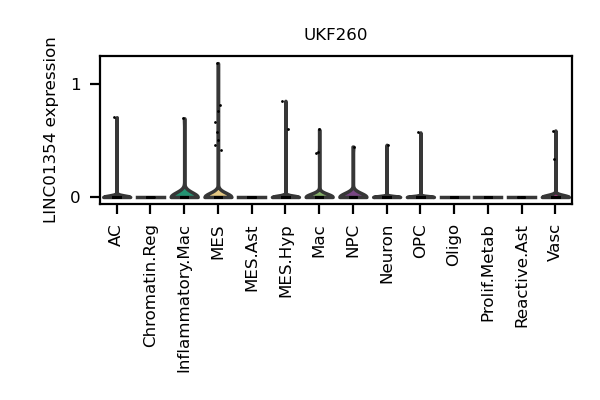 UKF260
LINC01354 expression
1
0
AC
Chromatin.Reg
Inflammatory.Mac
MES
MES.Ast
MES.Hyp
Mac
NPC
Neuron
OPC
Oligo
Prolif.Metab
Reactive.Ast
Vasc